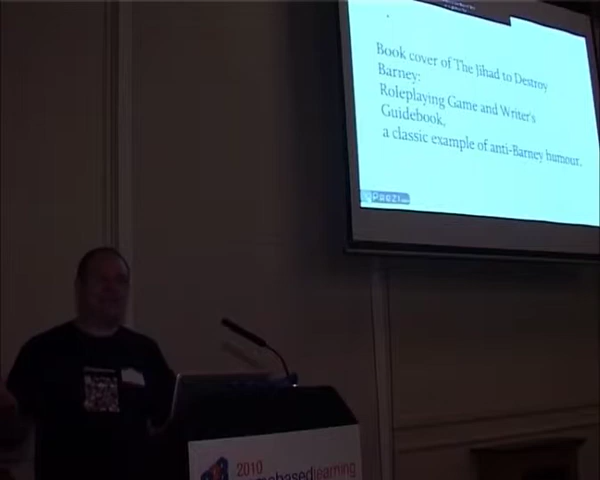 Book cover of The Jihad to Destroy
Barney:
Roleplaying Game and Writer's
Guidebook,
a classic example of anti-Barney humour.
2010
basedlearning